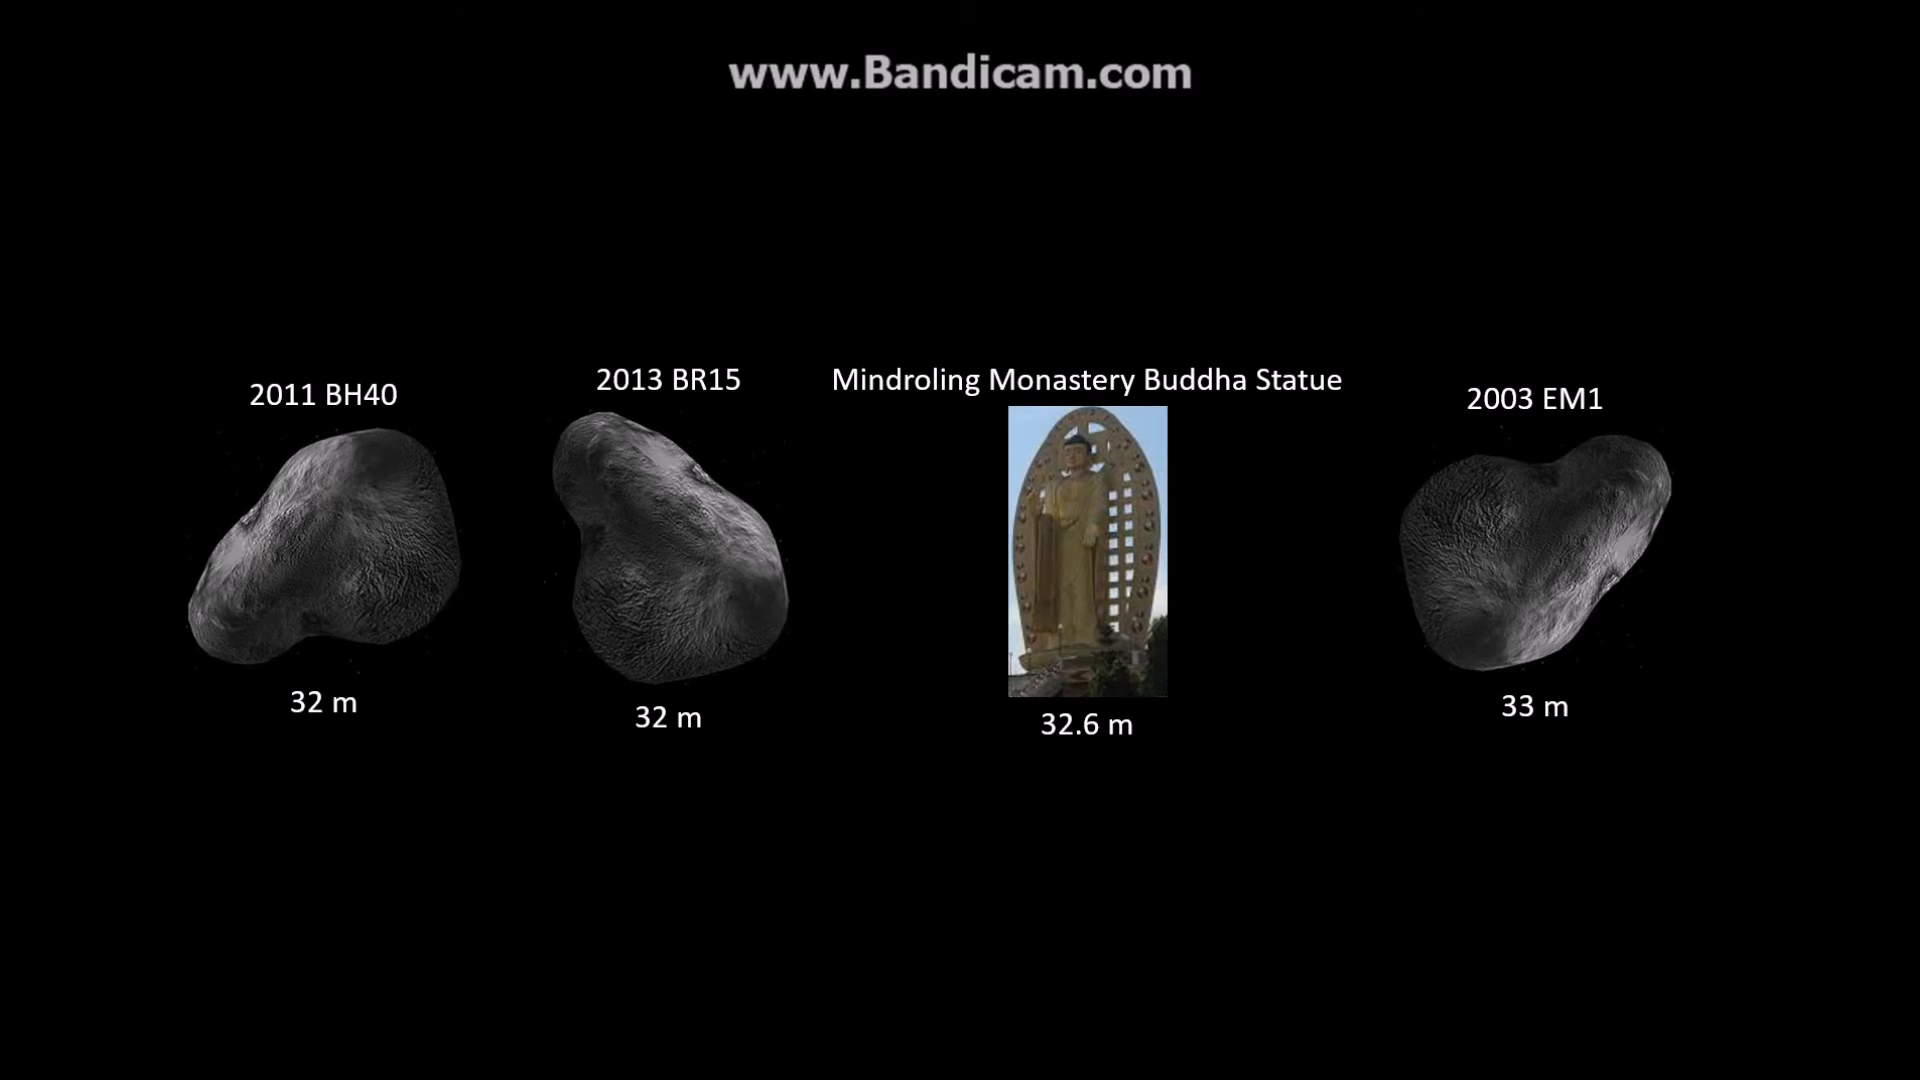 www.Bandicam.com
2011 BH40
2013 BR15
Mindroling Monastery Buddha Statue
2003 EM1
32 m
32 m
32.6 m
33 m